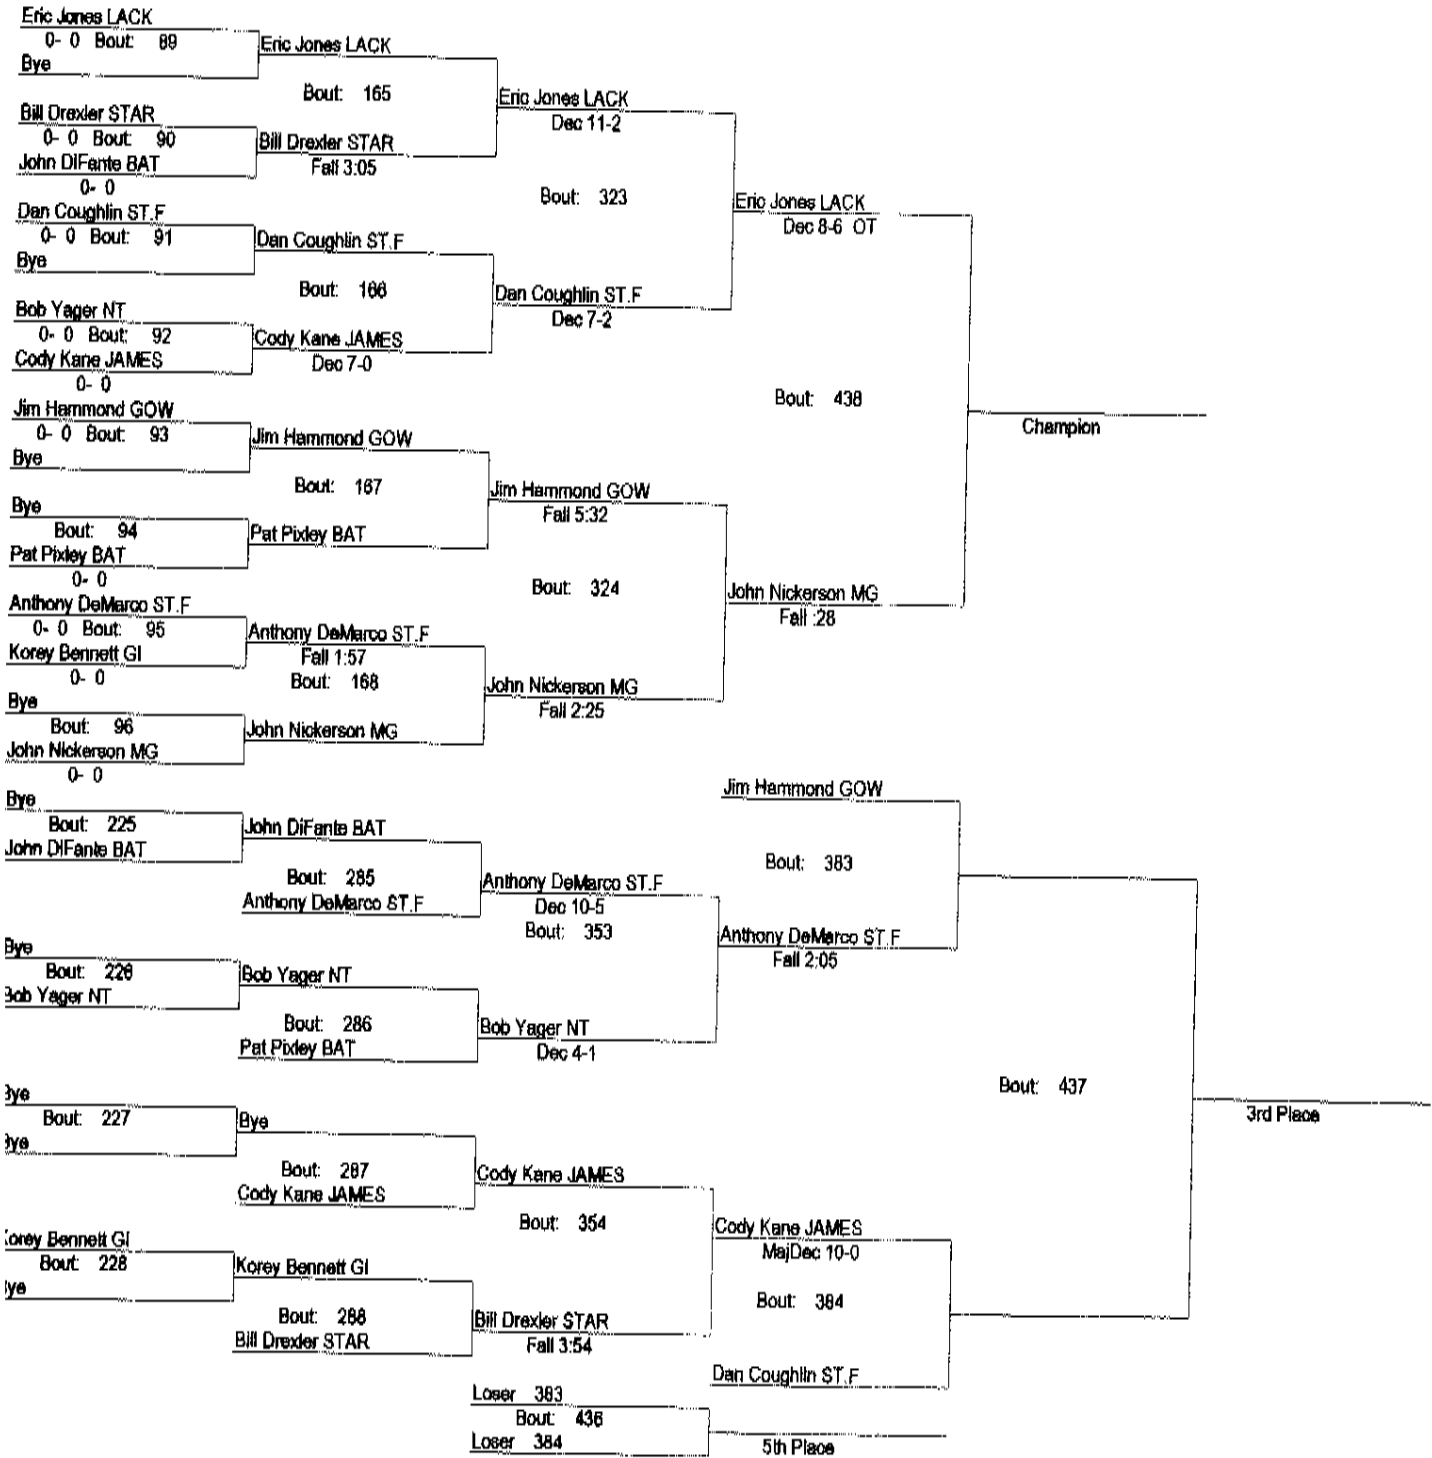 Eric Jones LACK
0- 0 Bout: 89
Bye
Eric Jones LACK
Bout: 165
Bill Drexler STAR
0- 0 Bout: 90
John DiFante BAT
0- 0
Bill Drexler STAR
Fall 3:05
Eric Jones LACK
Dec 11-2
Bout: 323
Dan Coughlin ST.F
0- 0 Bout: 91
Bye
Dan Coughlin ST.F
Bout: 166
Bob Yager NT
0- 0 Bout: 92
Cody Kane JAMES
0- 0
Cody Kane JAMES
Dec 7-0
Dan Coughlin ST.F
Dec 7-2
Eric Jones LACK
Dec 8-6 OT
Bout: 438
Champion
Jim Hammond GOW
0- 0 Bout: 93
Bye
Jim Hammond GOW
Bout: 167
Bye
Bout: 94
Pat Pixley BAT
0- 0
Pat Pixley BAT
Jim Hammond GOW
Fall 5:32
Bout: 324
Anthony DeMarco ST.F
0- 0 Bout: 95
Korey Bennett GI
0- 0
Anthony DeMarco ST.F
Fall 1:57
Bout: 168
Bye
Bout: 96
John Nickerson MG
0- 0
John Nickerson MG
John Nickerson MG
Fall 2:25
John Nickerson MG
Fall :28
Bye
Bout: 225
John DiFante BAT
John DiFante BAT
Bout: 285
Anthony DeMarco ST.F
Anthony DeMarco ST.F
Dec 10-5
Bout: 353
Bye
Bout: 226
Bob Yager NT
Bob Yager NT
Bout: 286
Pat Pixley BAT
Bob Yager NT
Dec 4-1
Jim Hammond GOW
Bout: 383
Anthony DeMarco ST.F
Fall 2:05
Bout: 437
3rd Place
Bye
Bout: 227
Bye
Bye
Bout: 287
Cody Kane JAMES
Cody Kane JAMES
Bout: 354
Korey Bennett GI
Bout: 228
Bye
Korey Bennett GI
Bout: 288
Bill Drexler STAR
Bill Drexler STAR
Fall 3:54
Cody Kane JAMES
MajDec 10-0
Bout: 384
Dan Coughlin ST.F
Loser 383
Bout: 436
Loser 384
5th Place